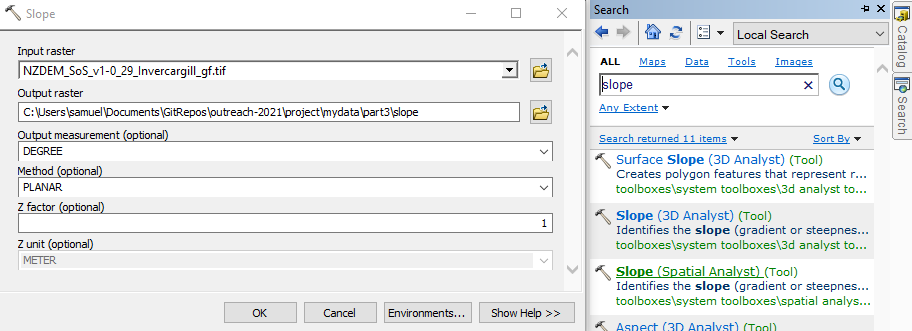 Slope
Input raster
NZDEM_SoS_v1-0_29_Invercargill_gf.tif
Output raster
C:\Users\samuel\Documents\GitRepos\outreach-2021\project\mydata\part3\slope
Output measurement (optional)
DEGREE
Method (optional)
PLANAR
Z factor (optional)
1
Z unit (optional)
METER
OK Cancel Environments... Show Help >>
Search
Local Search
ALL Maps Data Tools Images
slope
Any Extent
Search returned 11 items Sort By
Surface Slope (3D Analyst) (Tool)
Creates polygon features that represent r...
toolboxes\system toolboxes\3d analyst to...
Slope (3D Analyst) (Tool)
Identifies the slope (gradient or steepnes...
toolboxes\system toolboxes\3d analyst to...
Slope (Spatial Analyst) (Tool)
Identifies the slope (gradient or steepnes...
toolboxes\system toolboxes\spatial analys...
Aspect (3D Analyst) (Tool)
Catalog
Search